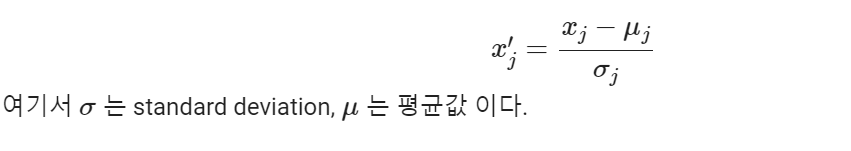 x′_j = (x_j − μ_j) / σ_j
여기서 σ 는 standard deviation, μ 는 평균값 이다.